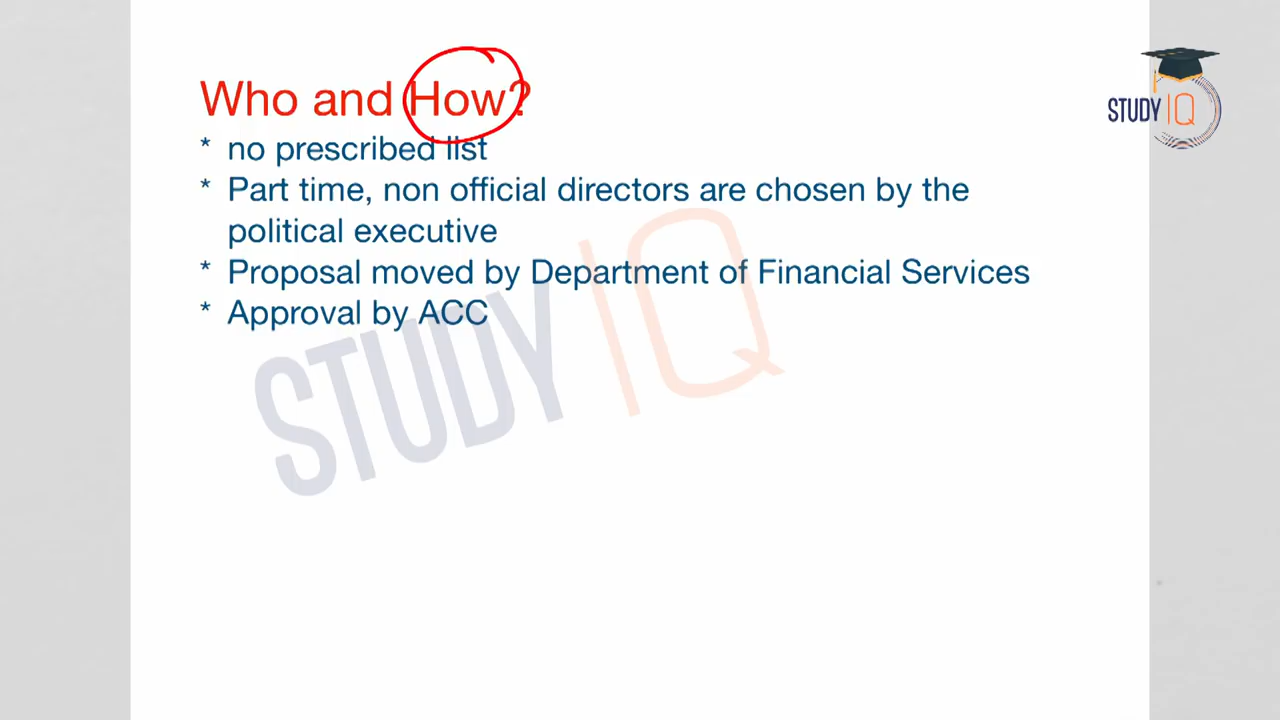 Who and How?
* no prescribed list
* Part time, non official directors are chosen by the
political executive
* Proposal moved by Department of Financial Services
* Approval by ACC
STUDY IQ
STUDY IQ